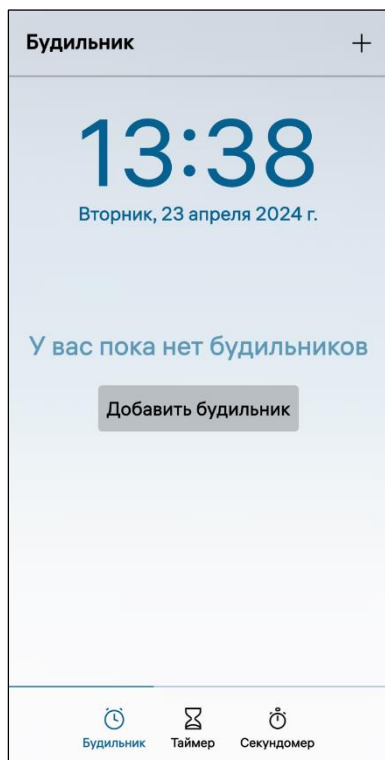 Будильник
13:38
Вторник, 23 апреля 2024 г.
У вас пока нет будильников
Добавить будильник
Будильник Таймер Секундомер